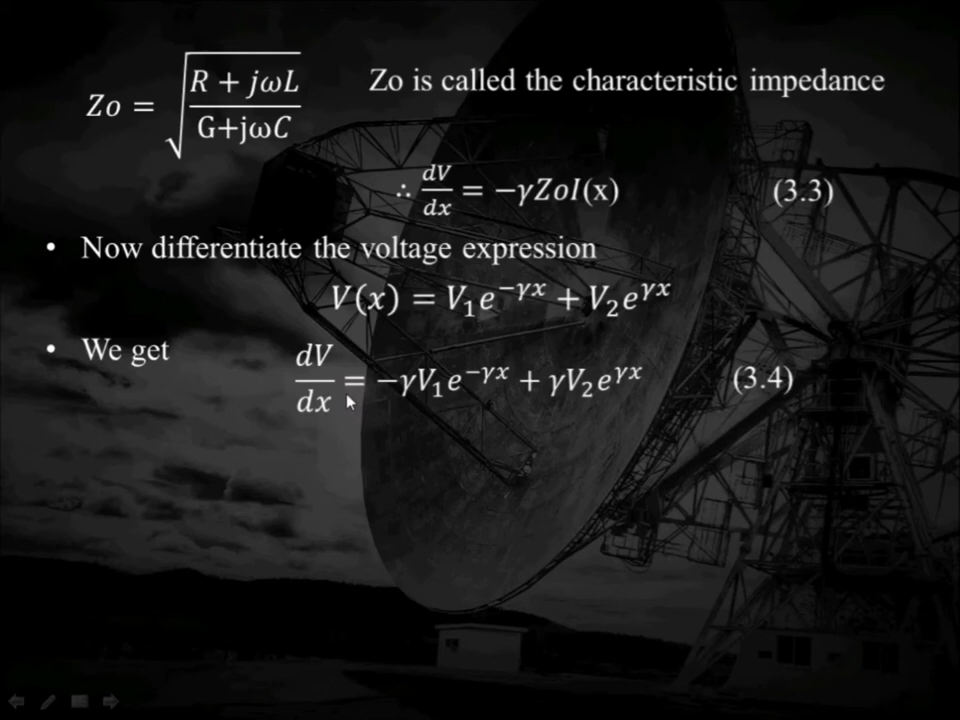 Zo = √((R + jωL)/(G+jωC)) Zo is called the characteristic impedance
∴ dV/dx = −γZoI(x) (3.3)
• Now differentiate the voltage expression
V(x) = V₁e^{−γx} + V₂e^{γx}
• We get dV/dx = −γV₁e^{−γx} + γV₂e^{γx} (3.4)